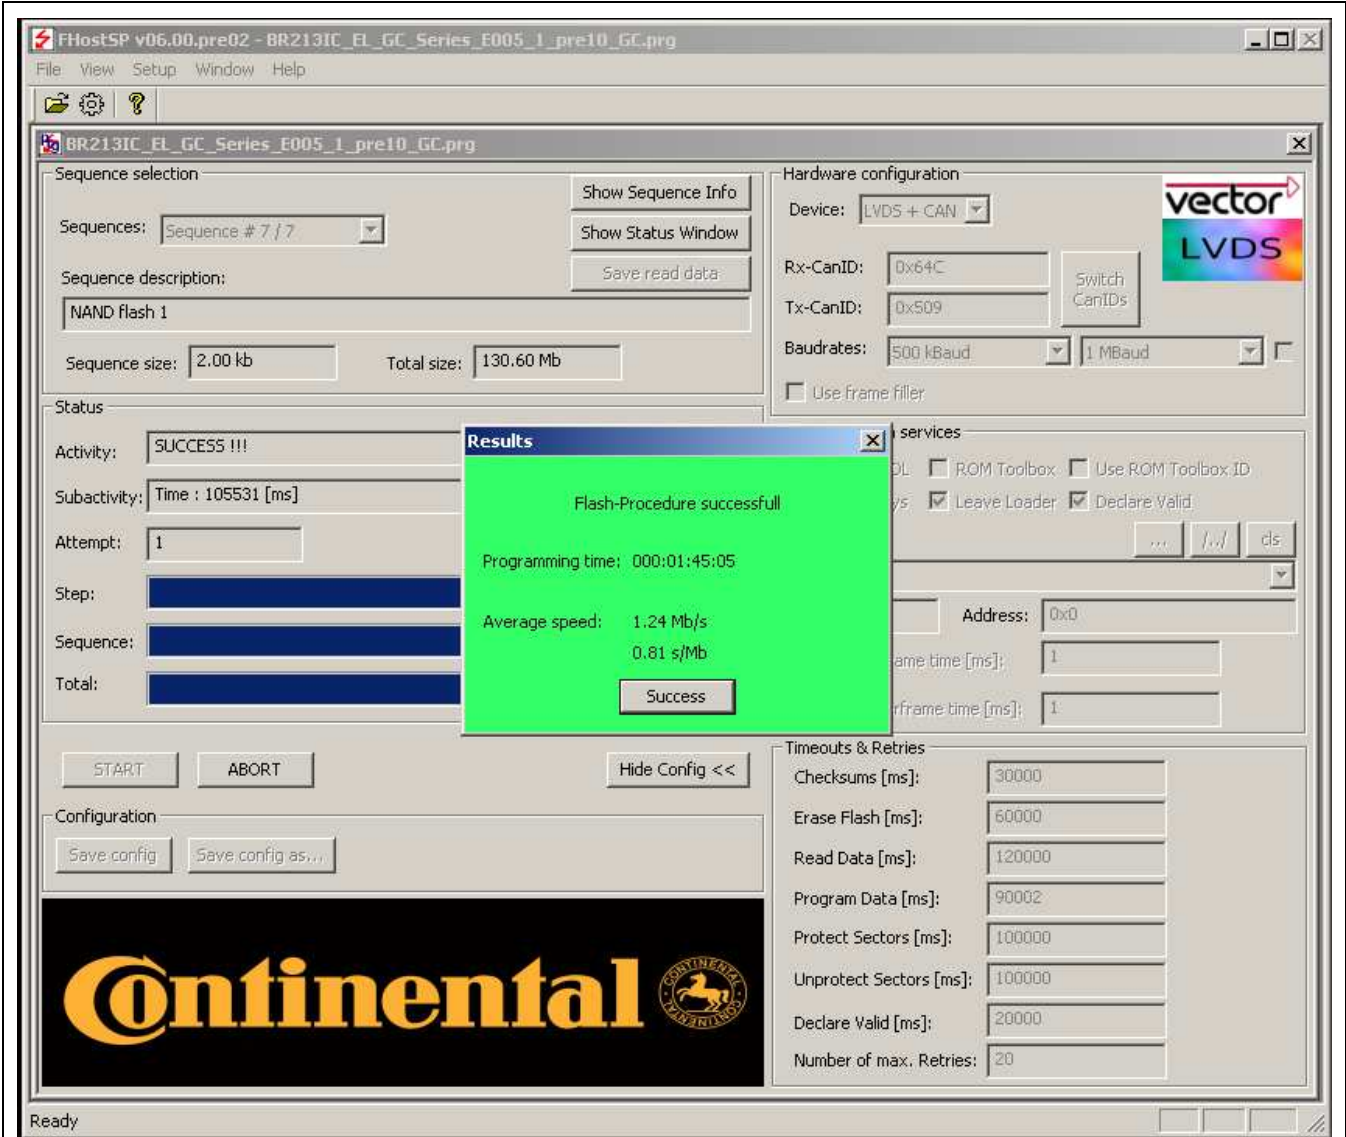 FHostSP v06.00.pre02 - BR213IC_EL_GC_Series_E005_1_pre10_GC.prg
File View Setup Window Help
BR213IC_EL_GC_Series_E005_1_pre10_GC.prg
Sequence selection
Show Sequence Info
Sequences: Sequence # 7 / 7
Show Status Window
Sequence description:
Save read data
NAND flash 1
Sequence size: 2.00 kb Total size: 130.60 Mb
Hardware configuration
Device: LVDS + CAN
vector
LVDS
Rx-CanID: 0x64C
Switch
CanIDs
Tx-CanID: 0x509
Baudrates: 500 kBaud 1 MBaud
Use frame filler
Status
Activity: SUCCESS !!!
Subactivity: Time : 105531 [ms]
Attempt: 1
Step:
Sequence:
Total:
Results
Flash-Procedure successfull
Programming time: 000:01:45:05
Average speed: 1.24 Mb/s
0.81 s/Mb
Success
services
ROM Toolbox Use ROM Toolbox ID
Leave Loader Declare Valid
... /../ cls
Address: 0x0
ame time [ms]: 1
rframe time [ms]: 1
START ABORT Hide Config <<
Configuration
Save config Save config as...
Continental
CONTINENTAL
CONTINENTAL
Timeouts & Retries
Checksums [ms]: 30000
Erase Flash [ms]: 60000
Read Data [ms]: 120000
Program Data [ms]: 90002
Protect Sectors [ms]: 100000
Unprotect Sectors [ms]: 100000
Declare Valid [ms]: 20000
Number of max. Retries: 20
Ready